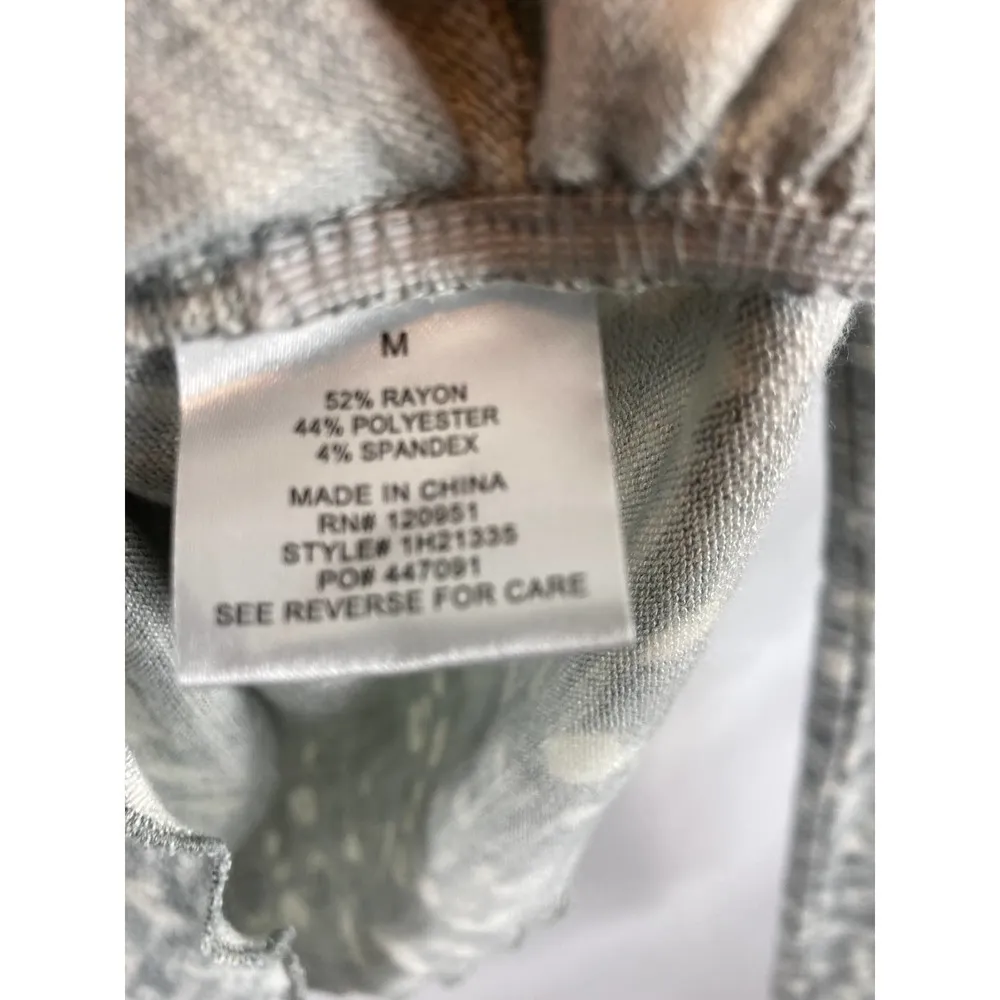 M
52% RAYON
44% POLYESTER
4% SPANDEX
MADE IN CHINA
RN# 120951
STYLE# 1H21335
PO# 447091
SEE REVERSE FOR CARE